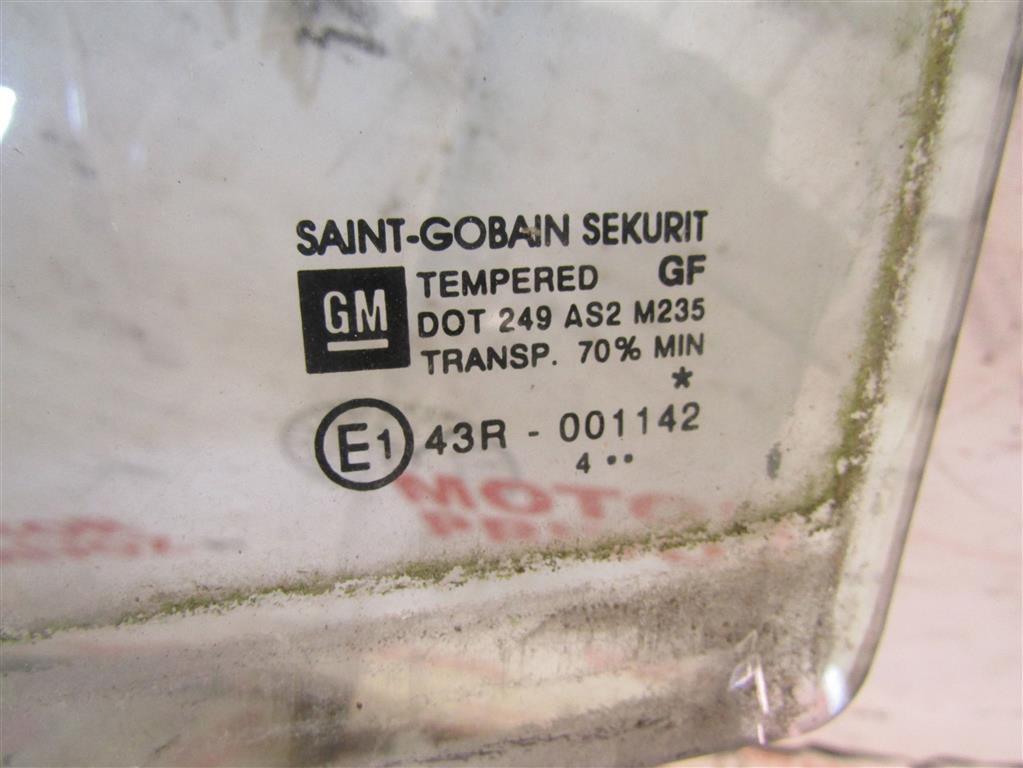 SAINT-GOBAIN SEKURIT
GM
TEMPERED GF
DOT 249 AS2 M235
TRANSP. 70% MIN
*
E1 43R - 001142
4 ••